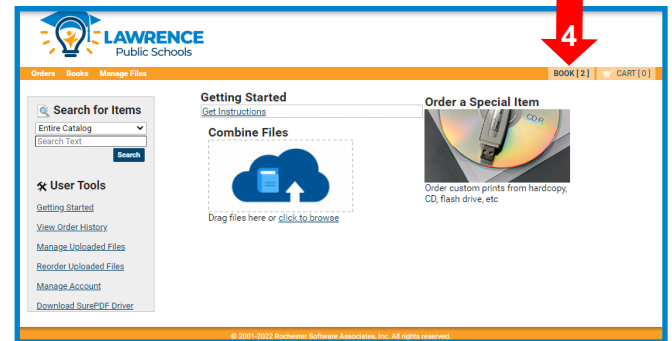 LAWRENCE
Public Schools
4
Orders Books Manage Files
BOOK [ 2 ] CART [ 0 ]
Search for Items
Entire Catalog
Search Text
Search
User Tools
Getting Started
View Order History
Manage Uploaded Files
Reorder Uploaded Files
Manage Account
Download SurePDF Driver
Getting Started
Get Instructions
Combine Files
Drag files here or click to browse
Order a Special Item
CD-R
Order custom prints from hardcopy,
CD, flash drive, etc
© 2001-2022 Rochester Software Associates, Inc. All rights reserved.